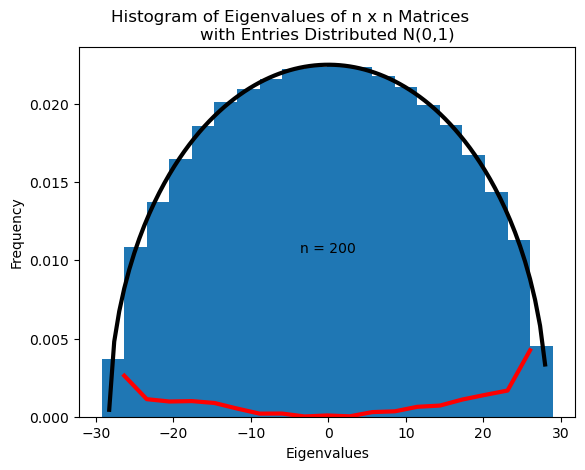 Histogram of Eigenvalues of n x n Matrices
with Entries Distributed N(0,1)
Frequency
0.020
0.015
0.010
0.005
0.000
n = 200
−30
−20
−10
0
10
20
30
Eigenvalues